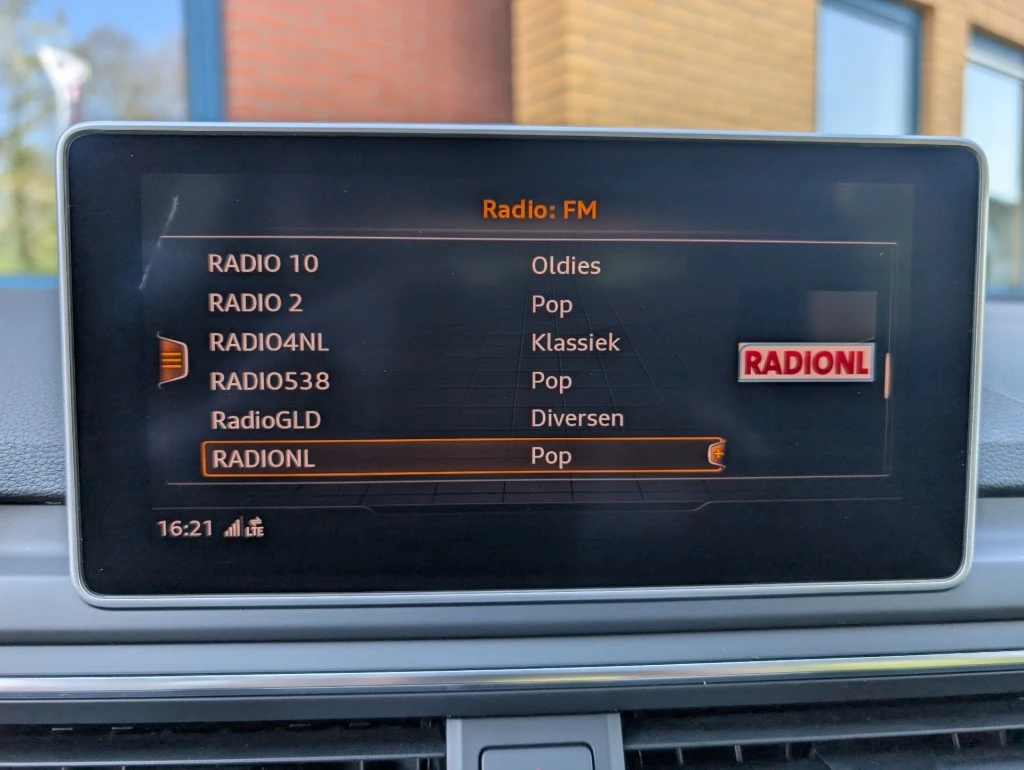 Radio: FM
RADIO 10 Oldies
RADIO 2 Pop
RADIO4NL Klassiek
RADIO538 Pop
RadioGLD Diversen
RADIONL Pop
RADIONL
16:21 LTE